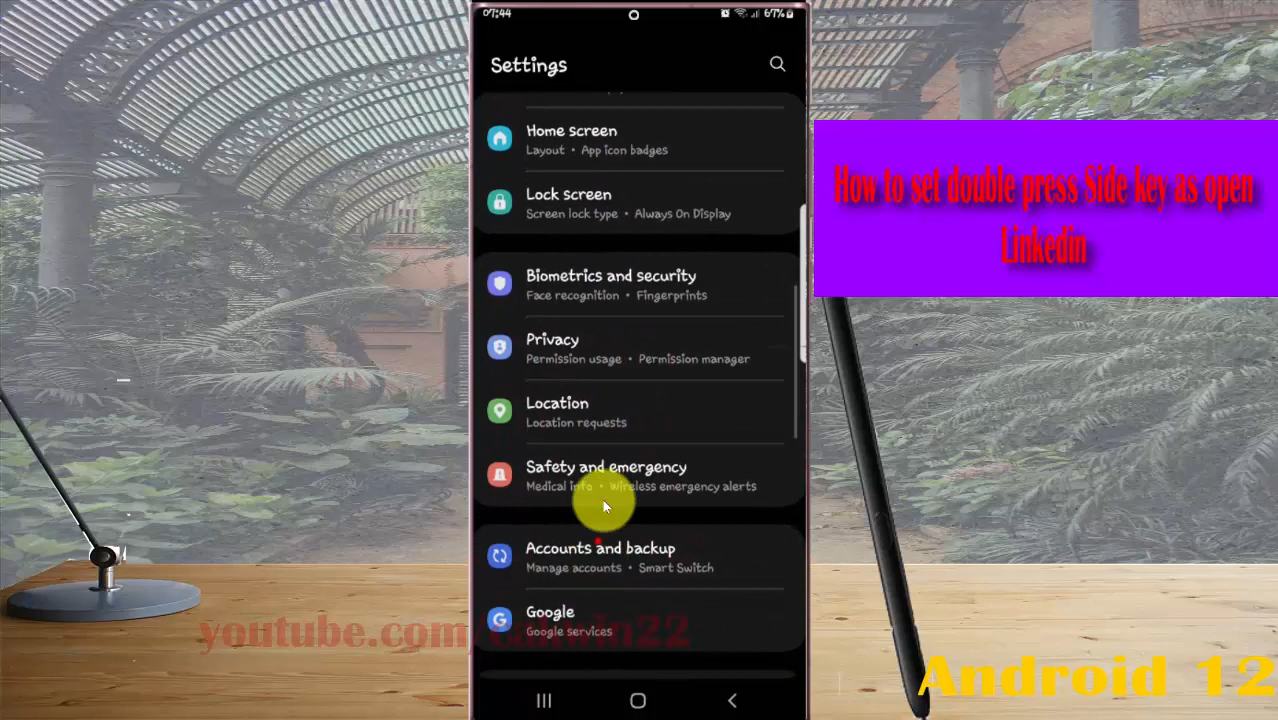 07:44
67%
Settings
Home screen
Layout • App icon badges
Lock screen
Screen lock type • Always On Display
Biometrics and security
Face recognition • Fingerprints
Privacy
Permission usage • Permission manager
Location
Location requests
Safety and emergency
Medical info • Wireless emergency alerts
Accounts and backup
Manage accounts • Smart Switch
Google
Google services
How to set double press Side key as open
Linkedin
Android 12